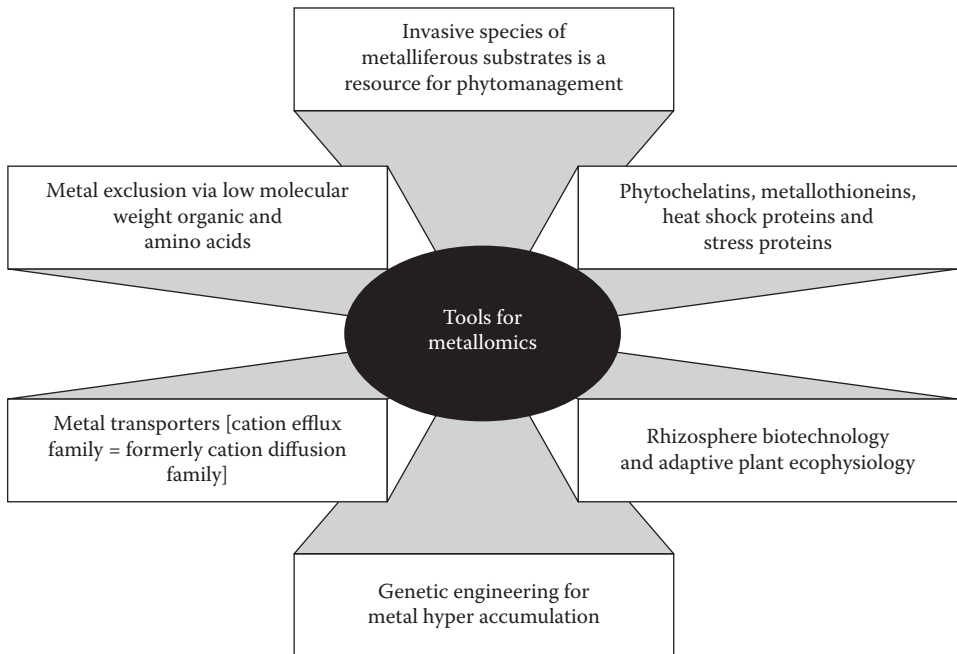 Invasive species of
metalliferous substrates is a
resource for phytomanagement
Metal exclusion via low molecular
weight organic and
amino acids
Phytochelatins, metallothioneins,
heat shock proteins and
stress proteins
Tools for
metallomics
Metal transporters [cation efflux
family = formerly cation diffusion
family]
Rhizosphere biotechnology
and adaptive plant ecophysiology
Genetic engineering for
metal hyper accumulation